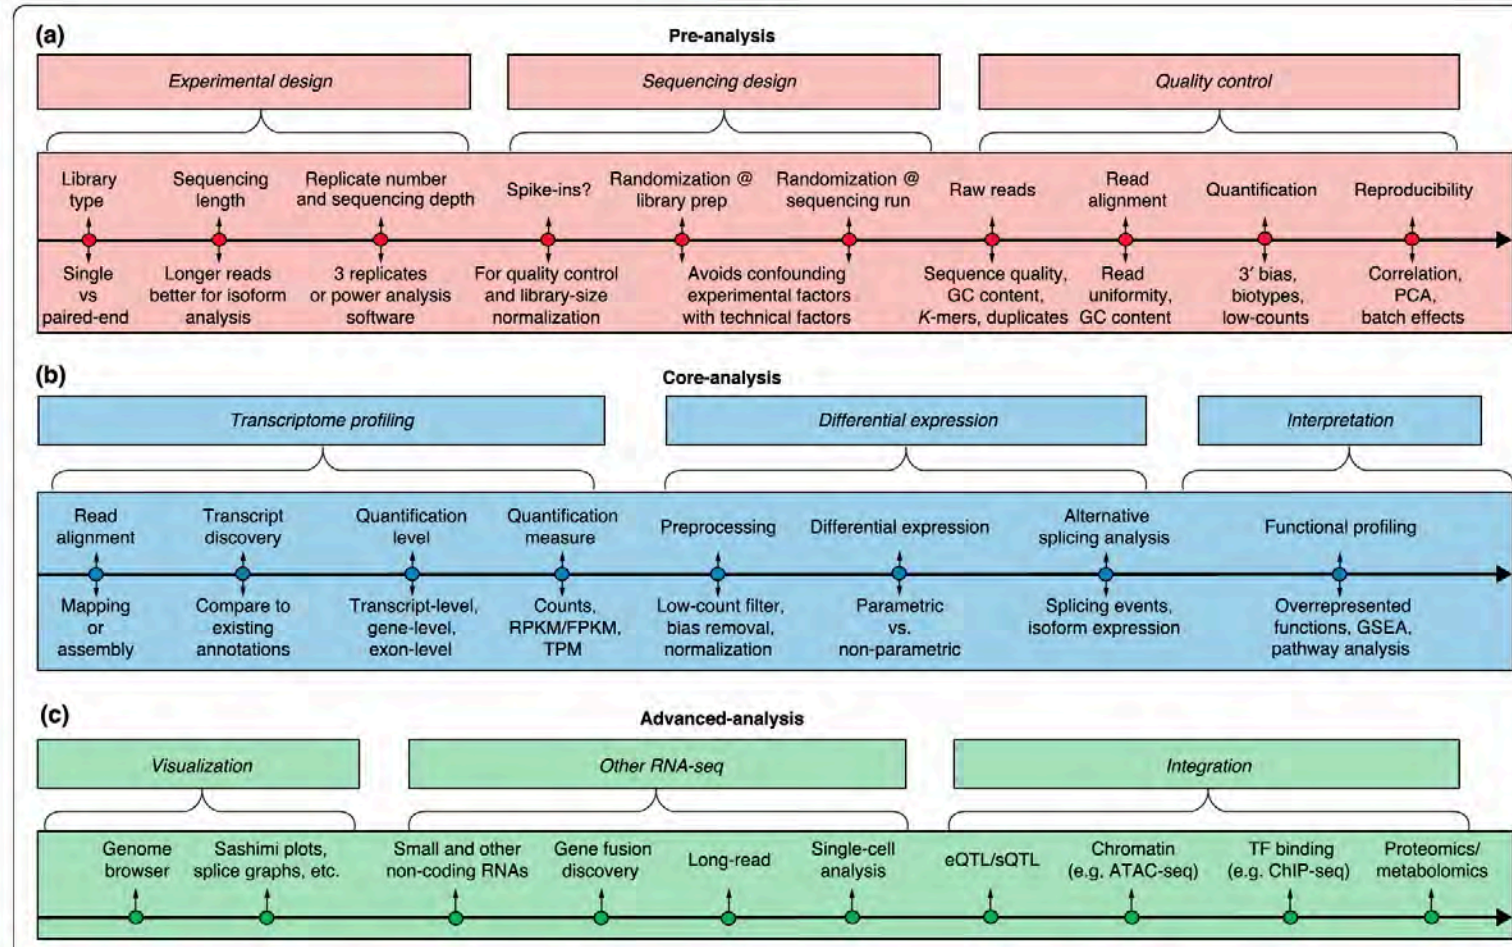 (a)
Pre-analysis
Experimental design
Sequencing design
Quality control
Library
type
Sequencing
length
Replicate number
and sequencing depth
Spike-ins?
Randomization @
library prep
Randomization @
sequencing run
Raw reads
Read
alignment
Quantification
Reproducibility
Single
vs
paired-end
Longer reads
better for isoform
analysis
3 replicates
or power analysis
software
For quality control
and library-size
normalization
Avoids confounding
experimental factors
with technical factors
Sequence quality,
GC content,
K-mers, duplicates
Read
uniformity,
GC content
3′ bias,
biotypes,
low-counts
Correlation,
PCA,
batch effects
(b)
Core-analysis
Transcriptome profiling
Differential expression
Interpretation
Read
alignment
Transcript
discovery
Quantification
level
Quantification
measure
Preprocessing
Differential expression
Alternative
splicing analysis
Functional profiling
Mapping
or
assembly
Compare to
existing
annotations
Transcript-level,
gene-level,
exon-level
Counts,
RPKM/FPKM,
TPM
Low-count filter,
bias removal,
normalization
Parametric
vs.
non-parametric
Splicing events,
isoform expression
Overrepresented
functions, GSEA,
pathway analysis
(c)
Advanced-analysis
Visualization
Other RNA-seq
Integration
Genome
browser
Sashimi plots,
splice graphs, etc.
Small and other
non-coding RNAs
Gene fusion
discovery
Long-read
Single-cell
analysis
eQTL/sQTL
Chromatin
(e.g. ATAC-seq)
TF binding
(e.g. ChIP-seq)
Proteomics/
metabolomics